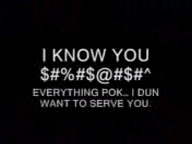 I KNOW YOU
$#%#$@#$#^
EVERYTHING POK... I DUN
WANT TO SERVE YOU.